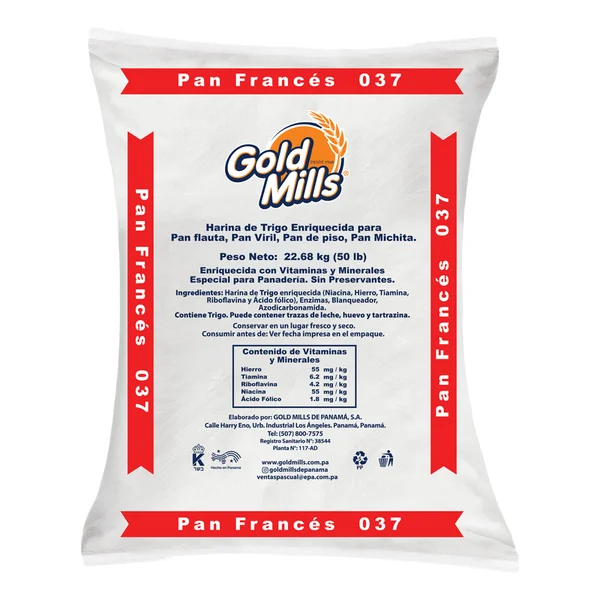 Pan Francés 037
Pan Francés 037
Pan Francés 037
Gold
DESDE 1968
Mills®
Harina de Trigo Enriquecida para
Pan flauta, Pan Viril, Pan de piso, Pan Michita.
Peso Neto: 22.68 kg (50 lb)
Enriquecida con Vitaminas y Minerales
Especial para Panadería. Sin Preservantes.
Ingredientes: Harina de Trigo enriquecida (Niacina, Hierro, Tiamina,
Riboflavina y Ácido fólico), Enzimas, Blanqueador,
Azodicarbonamida.
Contiene Trigo. Puede contener trazas de leche, huevo y tartrazina.
Conservar en un lugar fresco y seco.
Consumir antes de: Ver fecha impresa en el empaque.
Contenido de Vitaminas
y Minerales
Hierro 55 mg / kg
Tiamina 6.2 mg / kg
Riboflavina 4.2 mg / kg
Niacina 55 mg / kg
Ácido Fólico 1.8 mg / kg
Elaborado por: GOLD MILLS DE PANAMÁ, S.A.
Calle Harry Eno, Urb. Industrial Los Ángeles. Panamá, Panamá.
Tel: (507) 800-7575
Registro Sanitario N°: 38544
Planta N°: 117-AD
K
כשר
Hecho en Panamá
www.goldmills.com.pa
goldmillsdepanama
ventaspascual@epa.com.pa
PP
Pan Francés 037